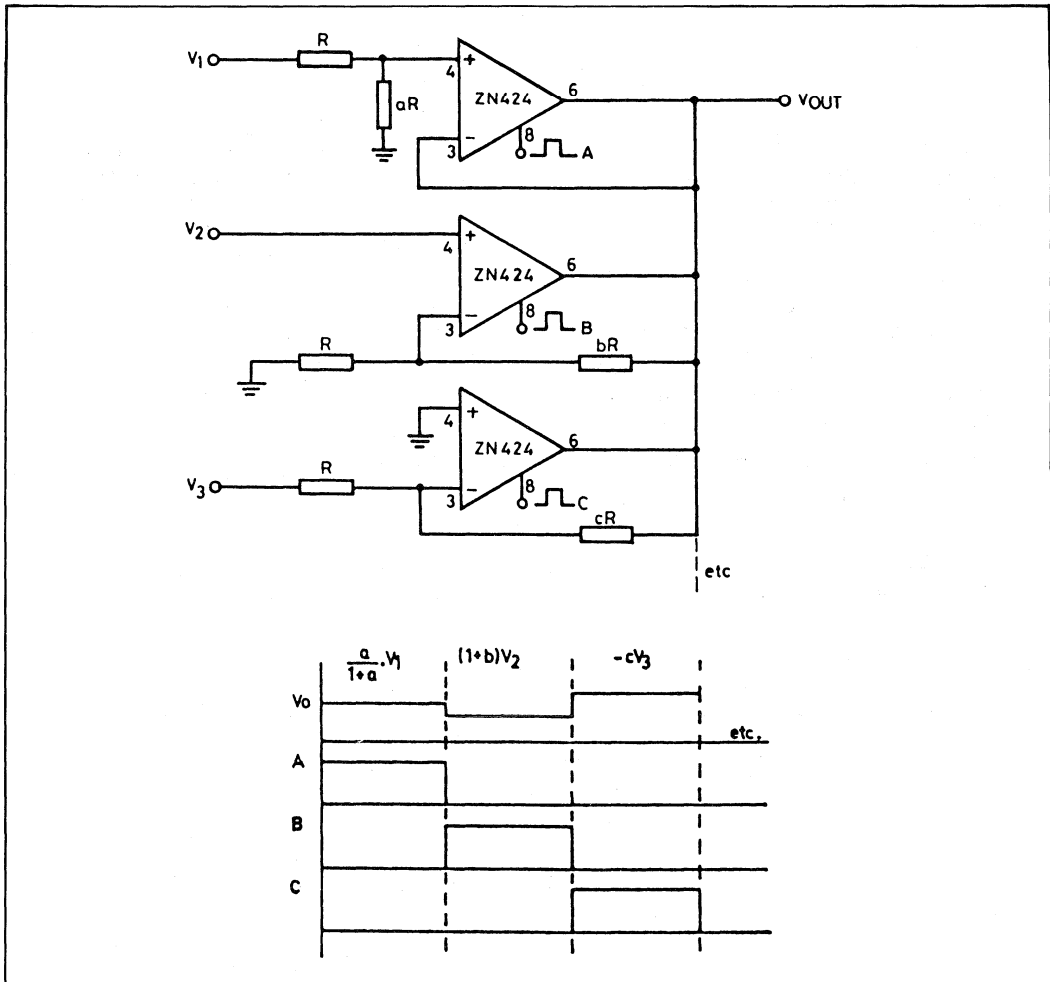 V1 R 4 + ZN424 6 VOUT
aR
3 − 8 A
V2 4 + ZN424 6
3 − 8 B
R bR
4 + ZN424 6
V3 R 3 − 8 C
cR
etc
a/1+a .V1 (1+b)V2 -cV3
Vo
etc.
A
B
C